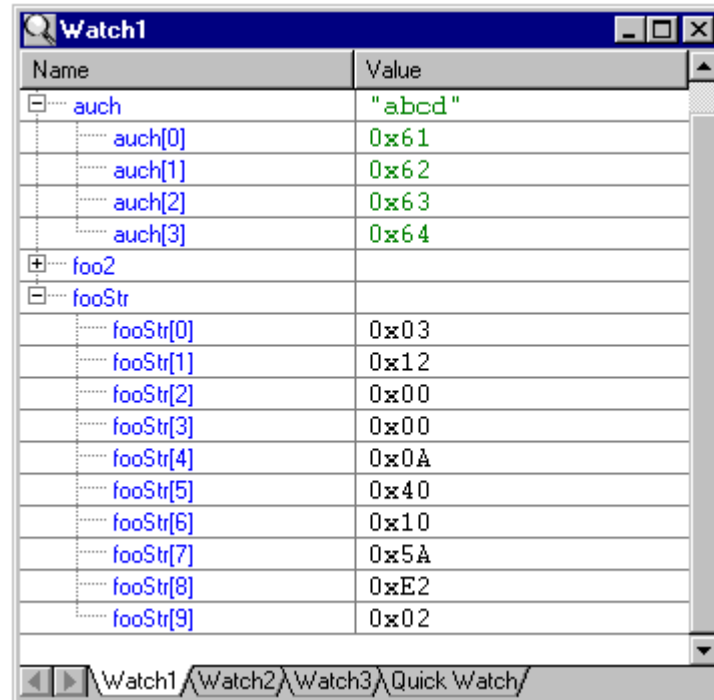 Watch1
Name Value
auch "abcd"
auch[0] 0x61
auch[1] 0x62
auch[2] 0x63
auch[3] 0x64
foo2
fooStr
fooStr[0] 0x03
fooStr[1] 0x12
fooStr[2] 0x00
fooStr[3] 0x00
fooStr[4] 0x0A
fooStr[5] 0x40
fooStr[6] 0x10
fooStr[7] 0x5A
fooStr[8] 0xE2
fooStr[9] 0x02
Watch1 Watch2 Watch3 Quick Watch